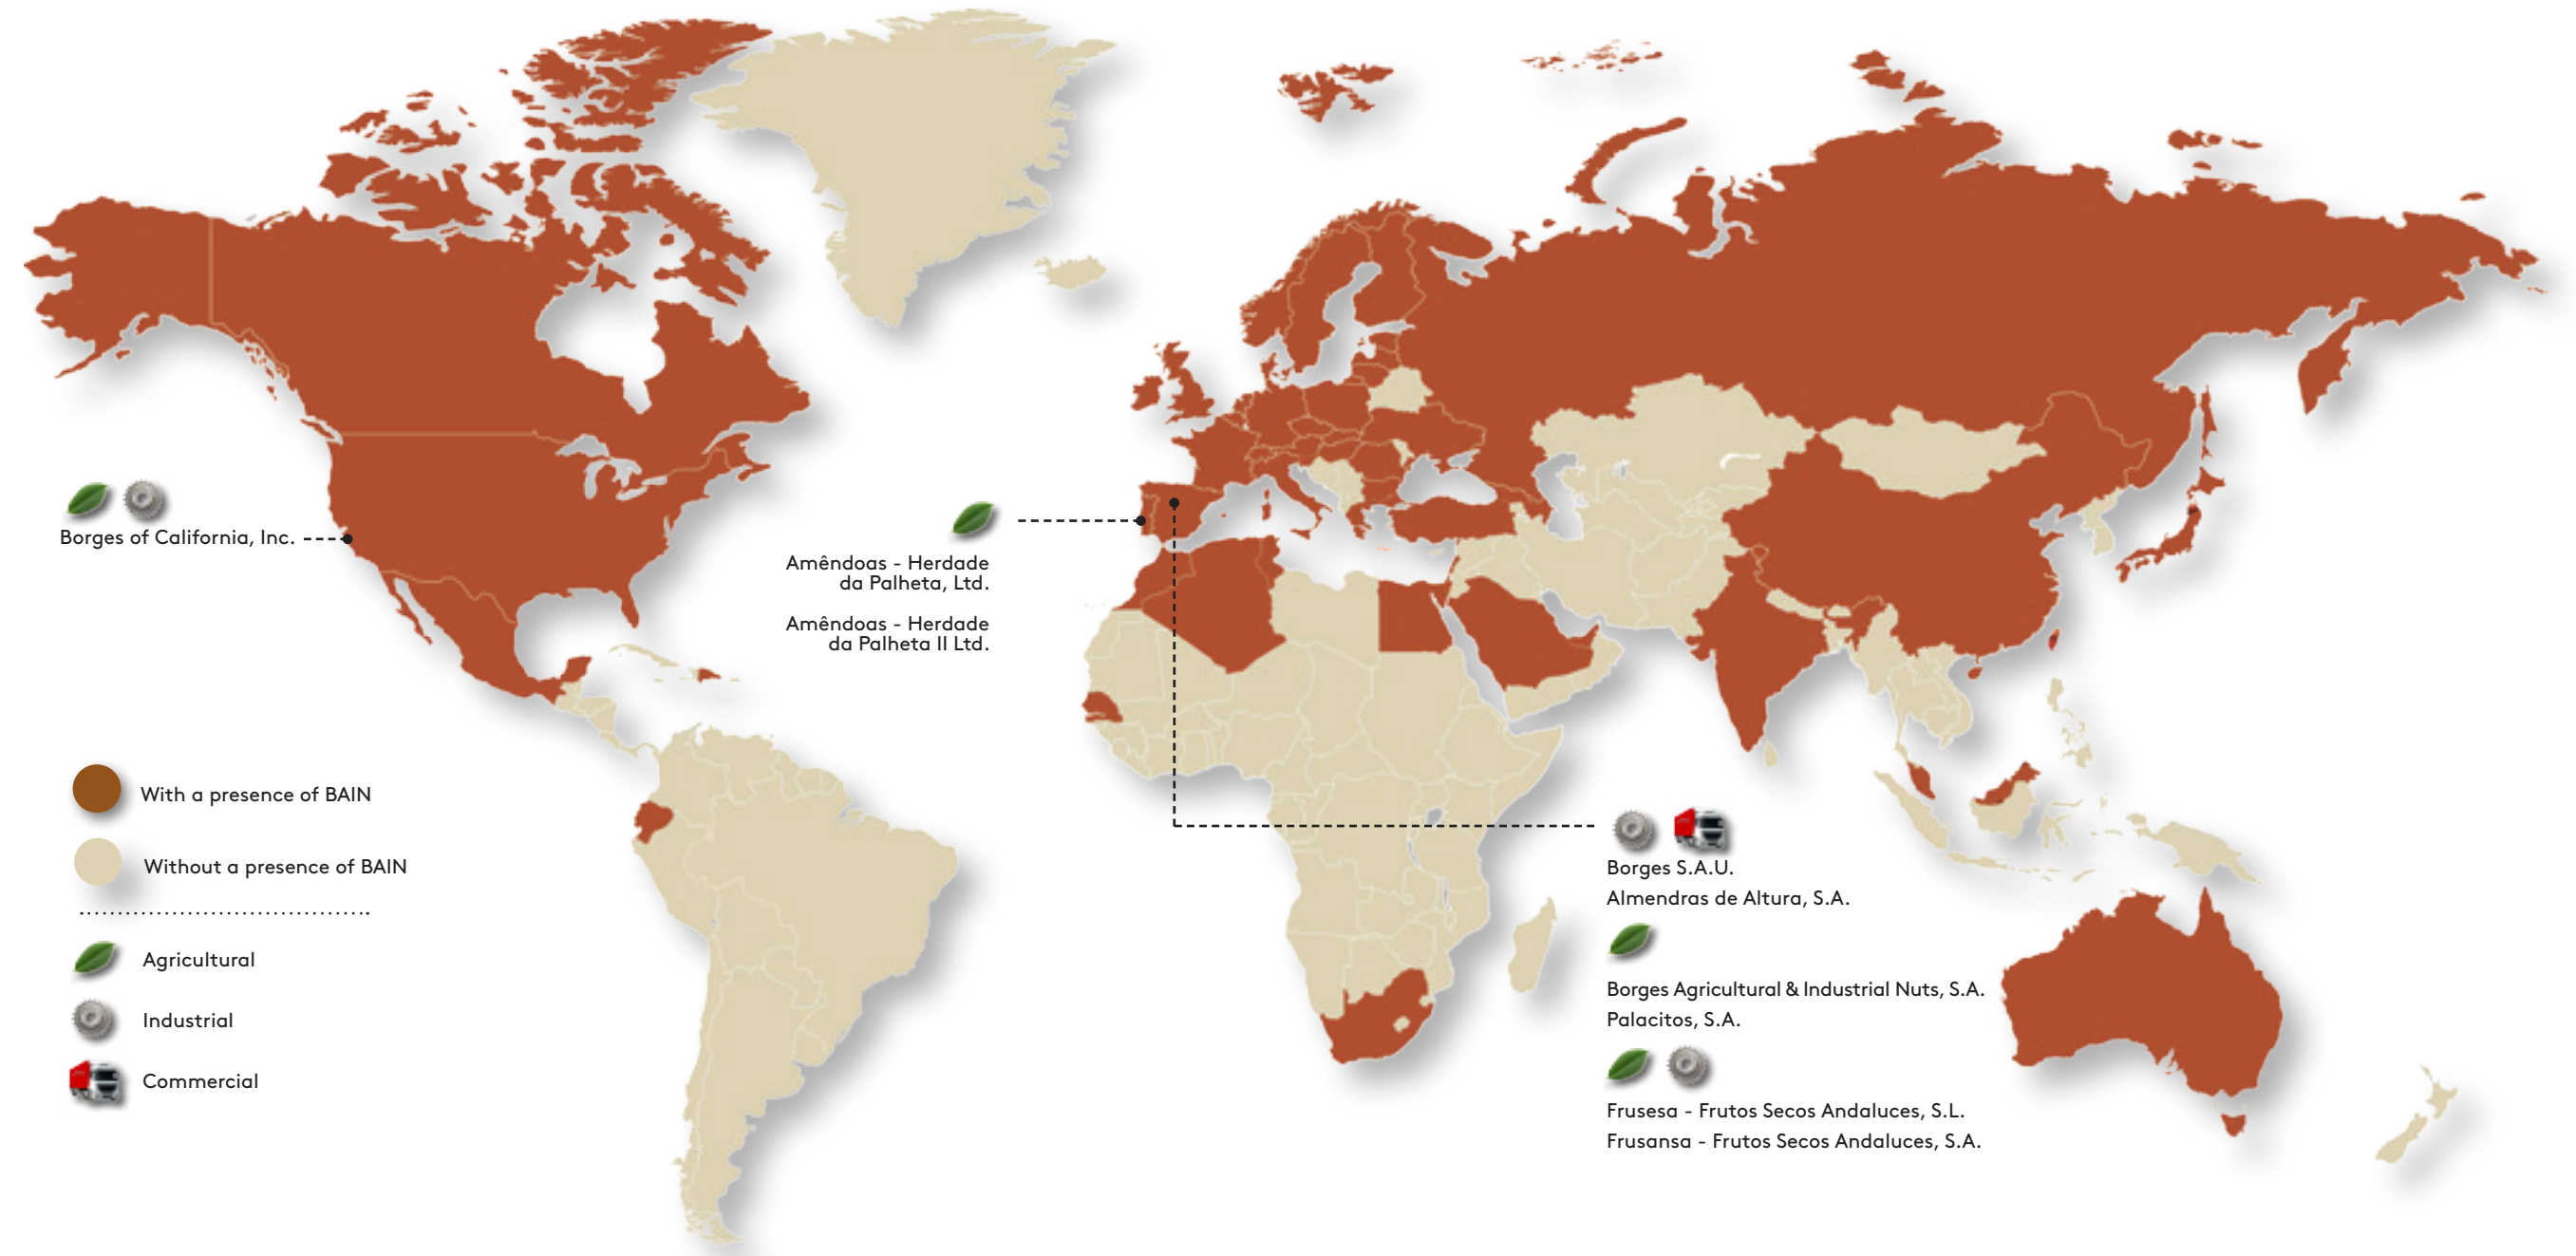 Borges of California, Inc.
Amêndoas - Herdade
da Palheta, Ltd.
Amêndoas - Herdade
da Palheta II Ltd.
With a presence of BAIN
Without a presence of BAIN
Agricultural
Industrial
Commercial
Borges S.A.U.
Almendras de Altura, S.A.
Borges Agricultural & Industrial Nuts, S.A.
Palacitos, S.A.
Frusesa - Frutos Secos Andaluces, S.L.
Frusansa - Frutos Secos Andaluces, S.A.